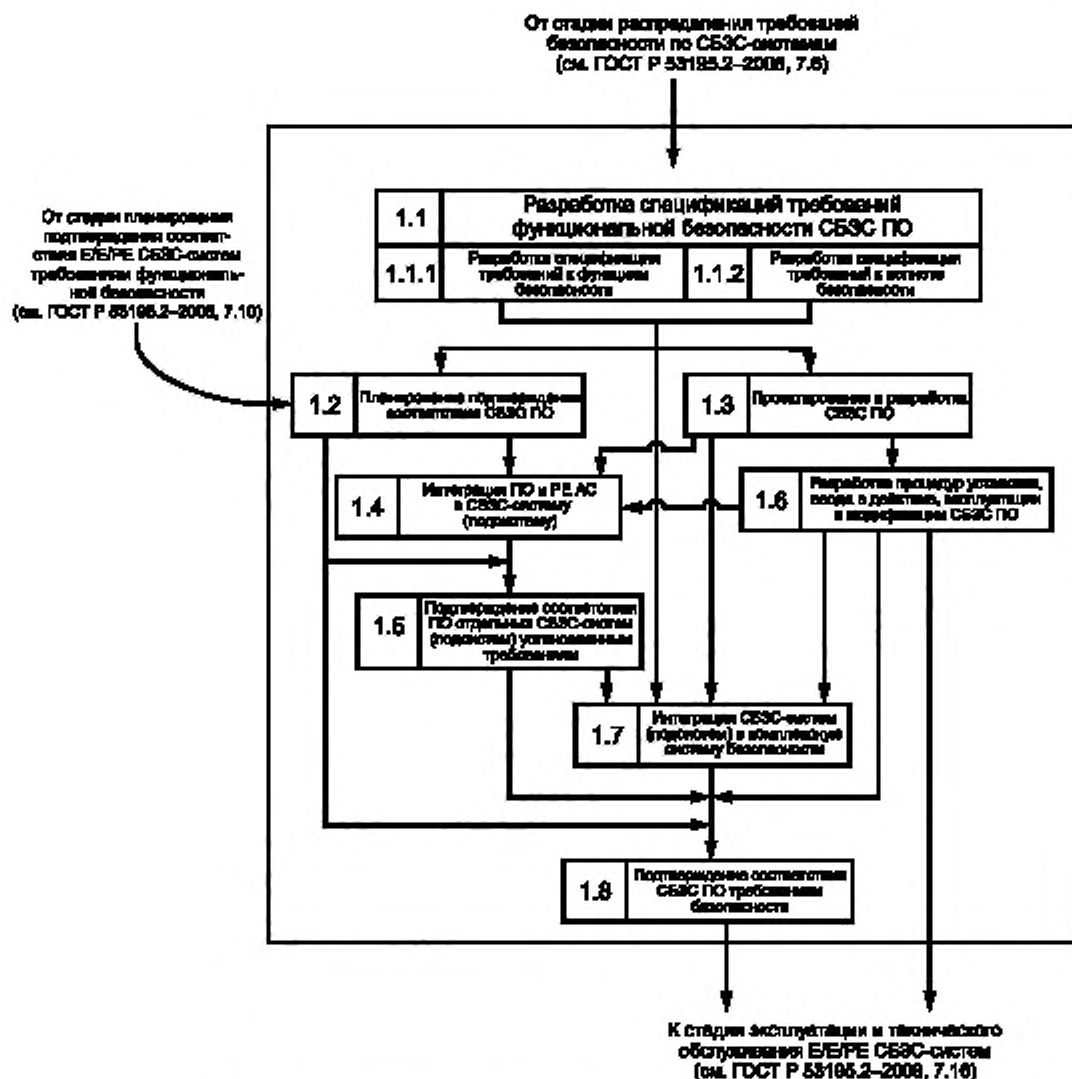 От стадии распределения требований
безопасности по СБЗС-системам
(см. ГОСТ Р 53195.2–2008, 7.6)
От стадии планирования
подтверждения соответ-
ствия Е/Е/РЕ СБЗС-систем
требованиям функциональ-
ной безопасности
(см. ГОСТ Р 53195.2–2008, 7.10)
1.1
Разработка спецификаций требований
функциональной безопасности СБЗС ПО
1.1.1
Разработка спецификации
требований к функциям
безопасности
1.1.2
Разработка спецификации
требований к полноте
безопасности
1.2
Планирование подтверждения
соответствия СБЗС ПО
1.3
Проектирование и разработка
СБЗС ПО
1.4
Интеграция ПО и РЕ АС
в СБЗС-систему
(подсистему)
1.6
Разработка процедур установки,
ввода в действие, эксплуатации
и модификации СБЗС ПО
1.5
Подтверждение соответствия
ПО отдельных СБЗС-систем
(подсистем) установленным
требованиям
1.7
Интеграция СБЗС-систем
(подсистем) в комплексную
систему безопасности
1.8
Подтверждение соответствия
СБЗС ПО требованиям
безопасности
К стадии эксплуатации и технического
обслуживания Е/Е/РЕ СБЗС-систем
(см. ГОСТ Р 53195.2–2008, 7.16)